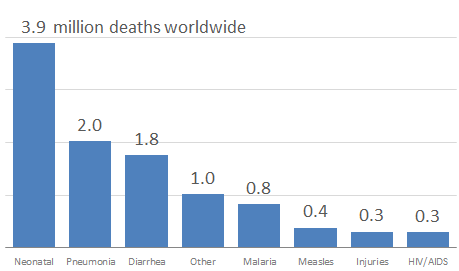 3.9 million deaths worldwide
2.0
1.8
1.0
0.8
0.4
0.3
0.3
Neonatal
Pneumonia
Diarrhea
Other
Malaria
Measles
Injuries
HIV/AIDS